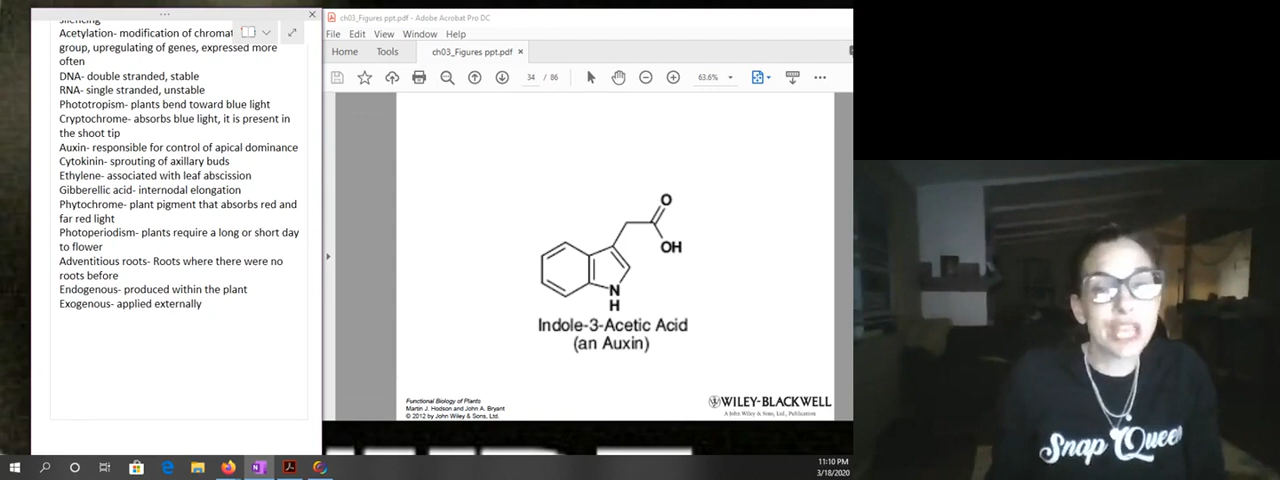 silencing
Acetylation- modification of chromat
group, upregulating of genes, expressed more
often
DNA- double stranded, stable
RNA- single stranded, unstable
Phototropism- plants bend toward blue light
Cryptochrome- absorbs blue light, it is present in
the shoot tip
Auxin- responsible for control of apical dominance
Cytokinin- sprouting of axillary buds
Ethylene- associated with leaf abscission
Gibberellic acid- internodal elongation
Phytochrome- plant pigment that absorbs red and
far red light
Photoperiodism- plants require a long or short day
to flower
Adventitious roots- Roots where there were no
roots before
Endogenous- produced within the plant
Exogenous- applied externally
ch03_Figures ppt.pdf - Adobe Acrobat Pro DC
File Edit View Window Help
Home Tools ch03_Figures ppt.pdf ×
34 / 86 63.6%
O
OH
N
H
Indole-3-Acetic Acid
(an Auxin)
Functional Biology of Plants
Martin J. Hodson and John A. Bryant
© 2012 by John Wiley & Sons, Ltd.
WILEY-BLACKWELL
A John Wiley & Sons, Ltd., Publication
Snap Queen
11:10 PM
3/18/2020